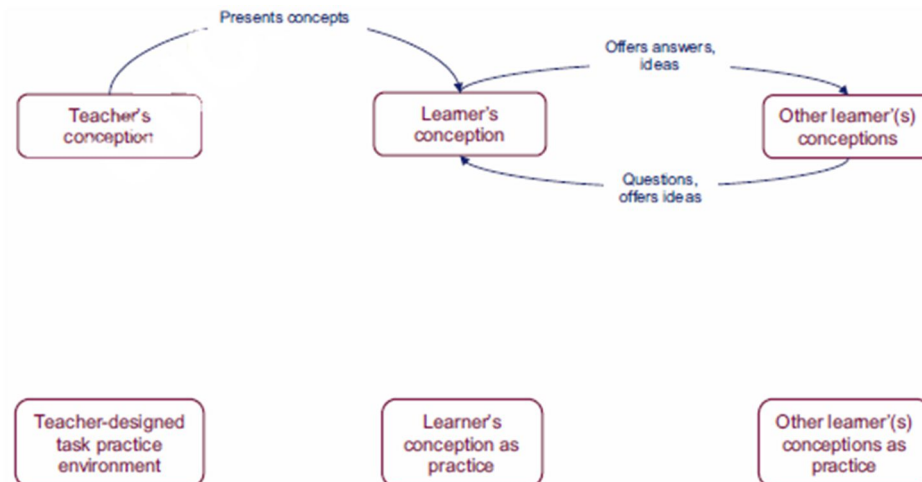 Presents concepts
Offers answers,
ideas
Teacher's
conception
Learner's
conception
Other learner'(s)
conceptions
Questions,
offers ideas
Teacher-designed
task practice
environment
Learner's
conception as
practice
Other learner'(s)
conceptions as
practice